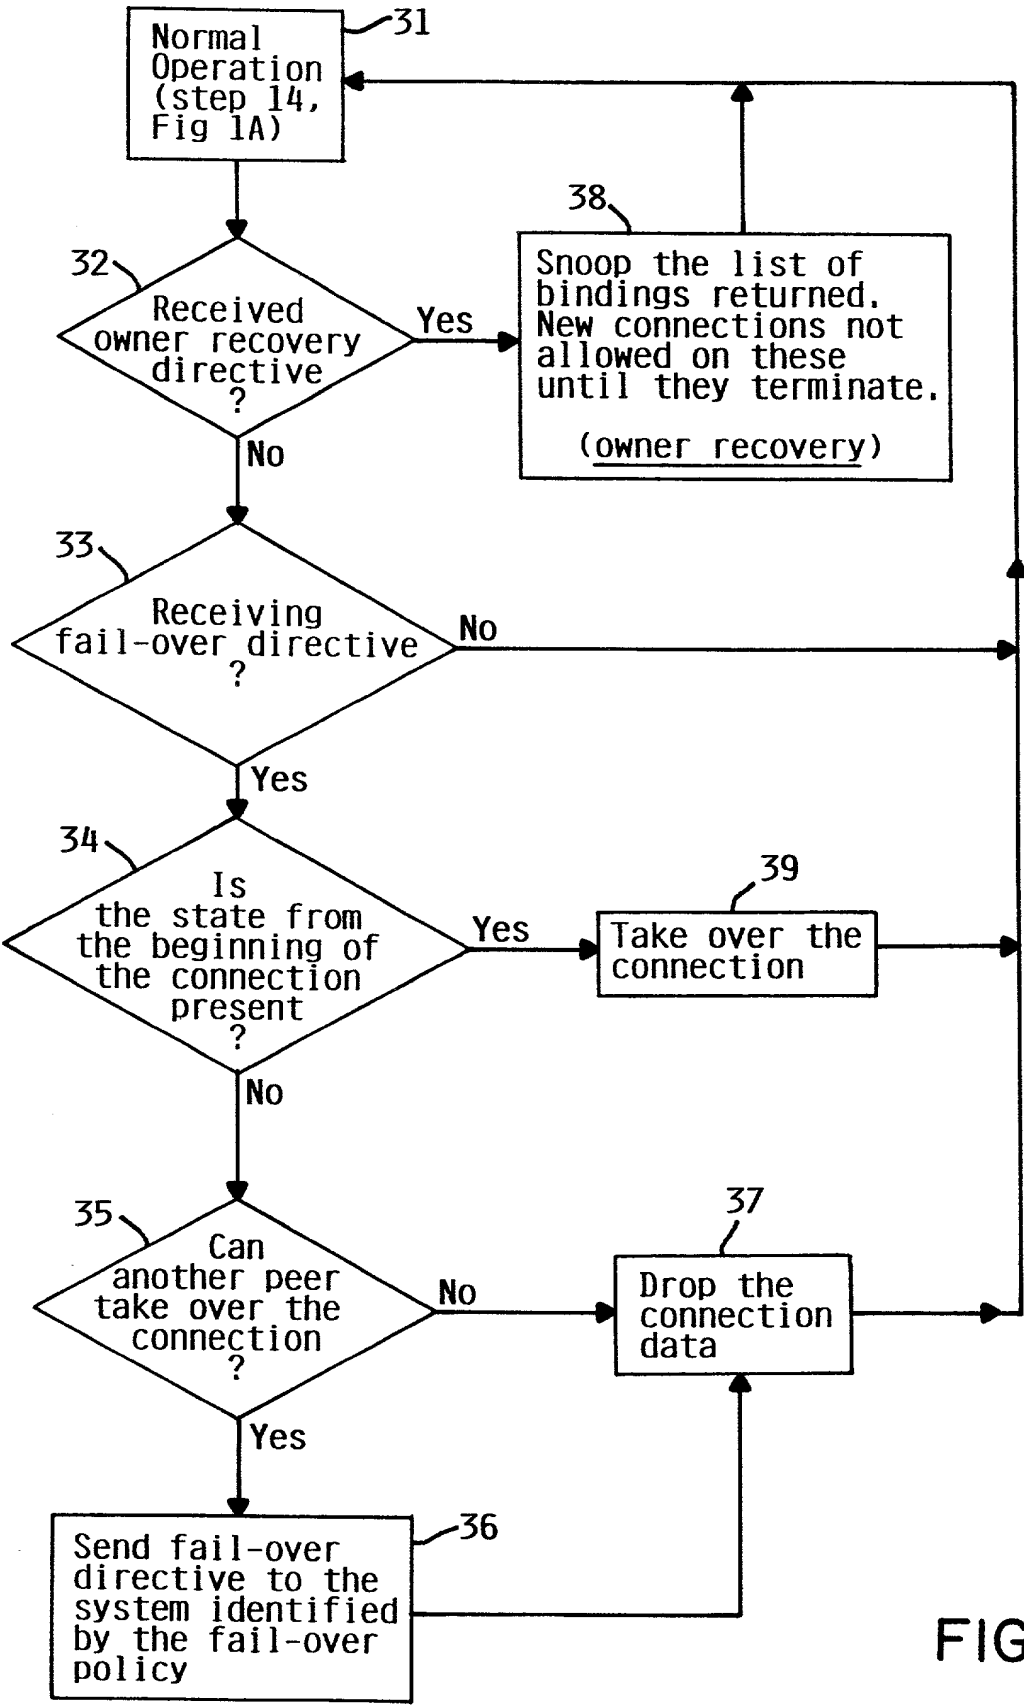 31
Normal
Operation
(step 14,
Fig 1A)
32
Received
owner recovery
directive
?
Yes
No
38
Snoop the list of
bindings returned.
New connections not
allowed on these
until they terminate.
(owner recovery)
33
Receiving
fail-over directive
?
No
Yes
34
Is
the state from
the beginning of
the connection
present
?
Yes
No
39
Take over the
connection
35
Can
another peer
take over the
connection
?
No
Yes
37
Drop the
connection
data
36
Send fail-over
directive to the
system identified
by the fail-over
policy
FIG